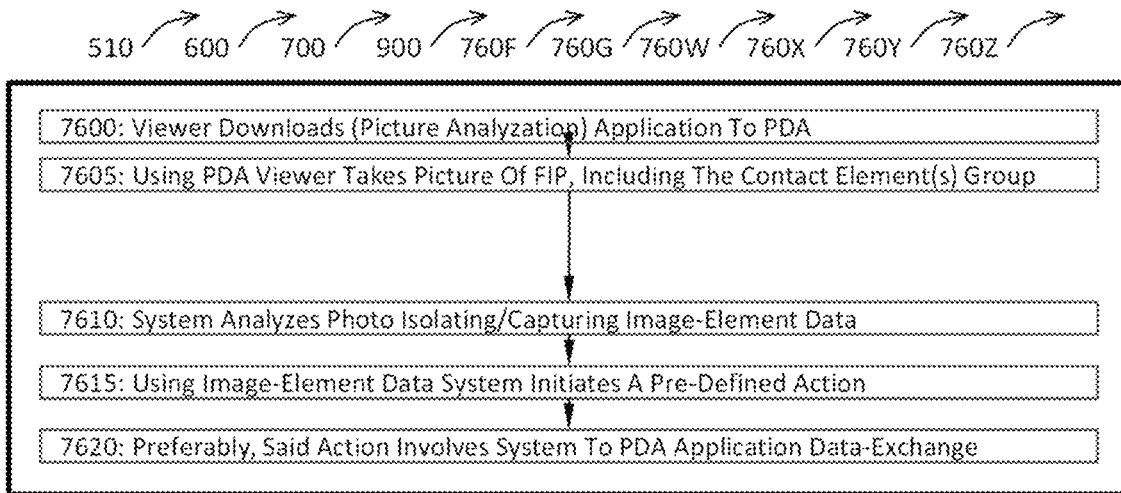 510 600 700 900 760F 760G 760W 760X 760Y 760Z
7600: Viewer Downloads (Picture Analyzation) Application To PDA
7605: Using PDA Viewer Takes Picture Of FIP, Including The Contact Element(s) Group
7610: System Analyzes Photo Isolating/Capturing Image-Element Data
7615: Using Image-Element Data System Initiates A Pre-Defined Action
7620: Preferably, Said Action Involves System To PDA Application Data-Exchange